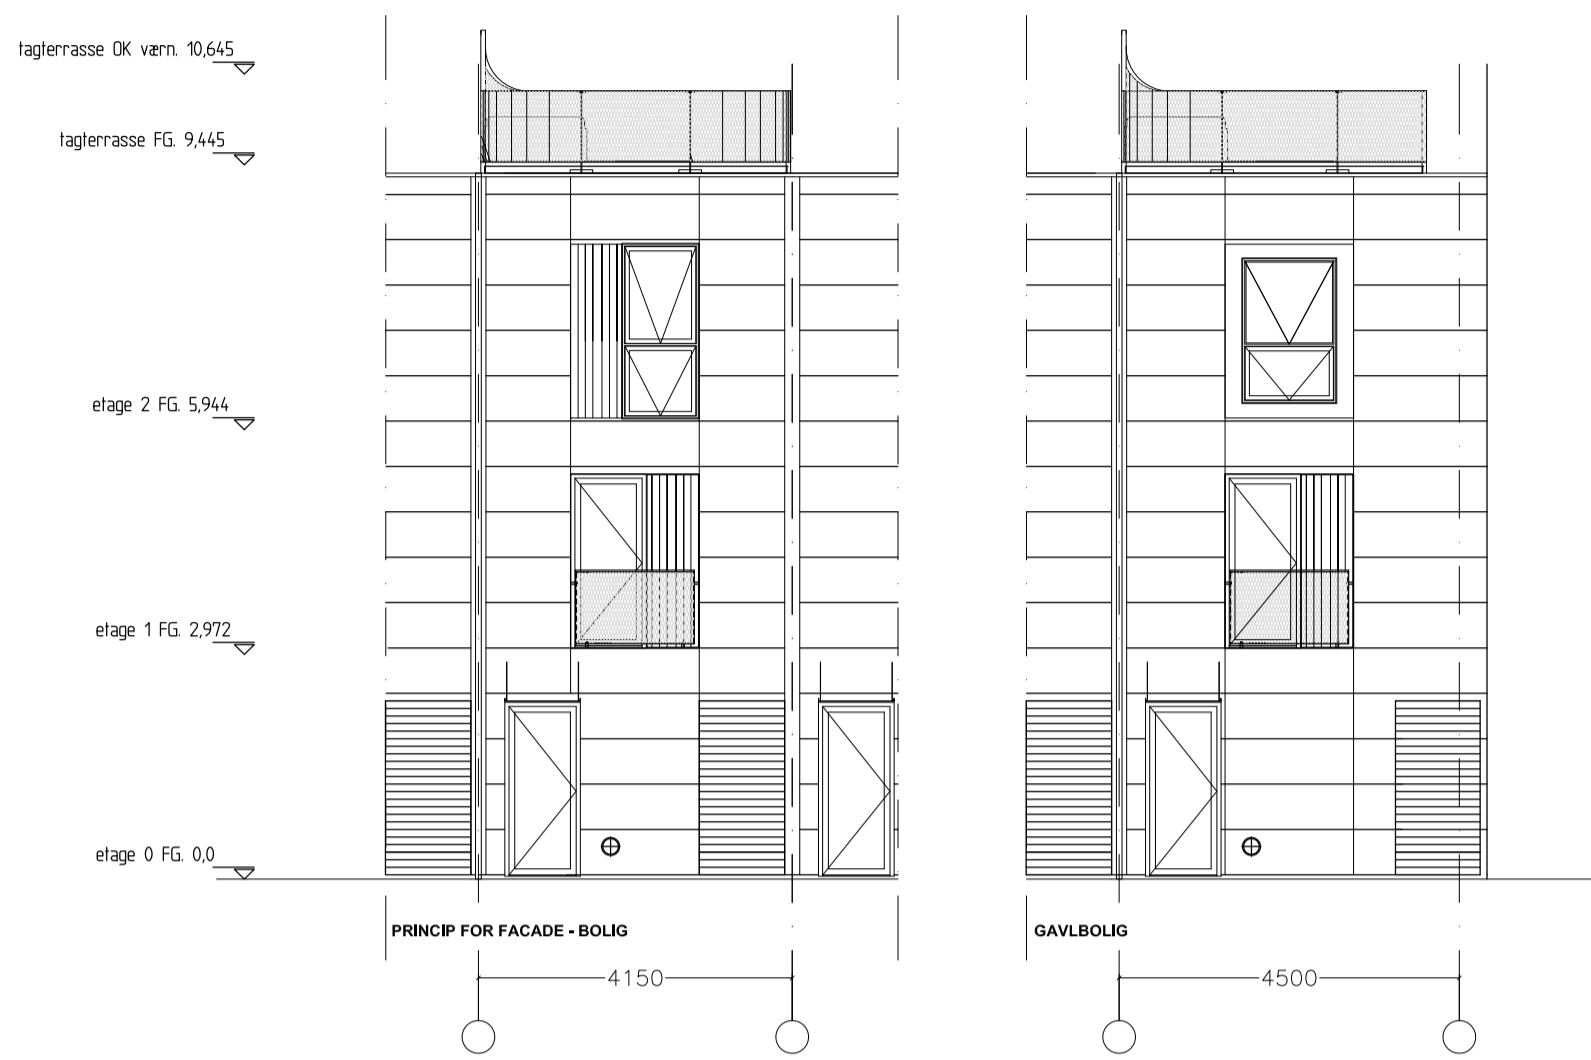 tagterrasse OK værn. 10,645
tagterrasse FG. 9,445
etage 2 FG. 5,944
etage 1 FG. 2,972
etage 0 FG. 0,0
PRINCIP FOR FACADE - BOLIG
GAVLBOLIG
4150
4500